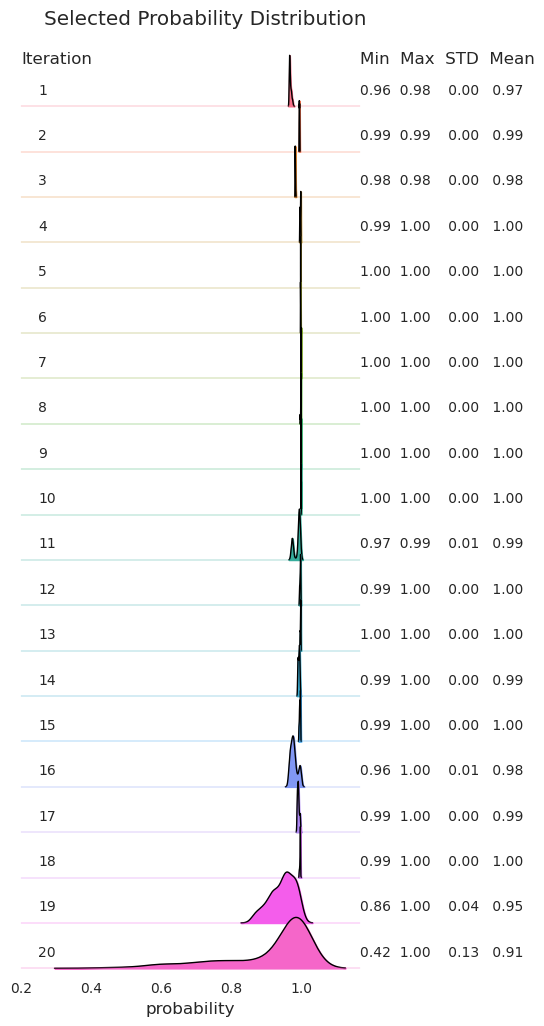 Selected Probability Distribution
Iteration Min Max STD Mean
1 0.96 0.98 0.00 0.97
2 0.99 0.99 0.00 0.99
3 0.98 0.98 0.00 0.98
4 0.99 1.00 0.00 1.00
5 1.00 1.00 0.00 1.00
6 1.00 1.00 0.00 1.00
7 1.00 1.00 0.00 1.00
8 1.00 1.00 0.00 1.00
9 1.00 1.00 0.00 1.00
10 1.00 1.00 0.00 1.00
11 0.97 0.99 0.01 0.99
12 0.99 1.00 0.00 1.00
13 1.00 1.00 0.00 1.00
14 0.99 1.00 0.00 0.99
15 0.99 1.00 0.00 1.00
16 0.96 1.00 0.01 0.98
17 0.99 1.00 0.00 0.99
18 0.99 1.00 0.00 1.00
19 0.86 1.00 0.04 0.95
20 0.42 1.00 0.13 0.91
0.2 0.4 0.6 0.8 1.0
probability